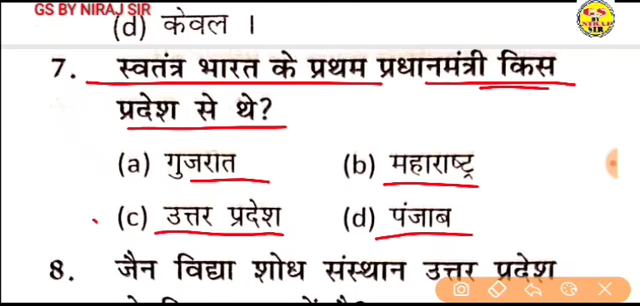 GS BY NIRAJ SIR
(d) केवल ।
7. स्वतंत्र भारत के प्रथम प्रधानमंत्री किस
प्रदेश से थे?
(a) गुजरात (b) महाराष्ट्र
(c) उत्तर प्रदेश (d) पंजाब
8. जैन विद्या शोध संस्थान उत्तर प्रदेश